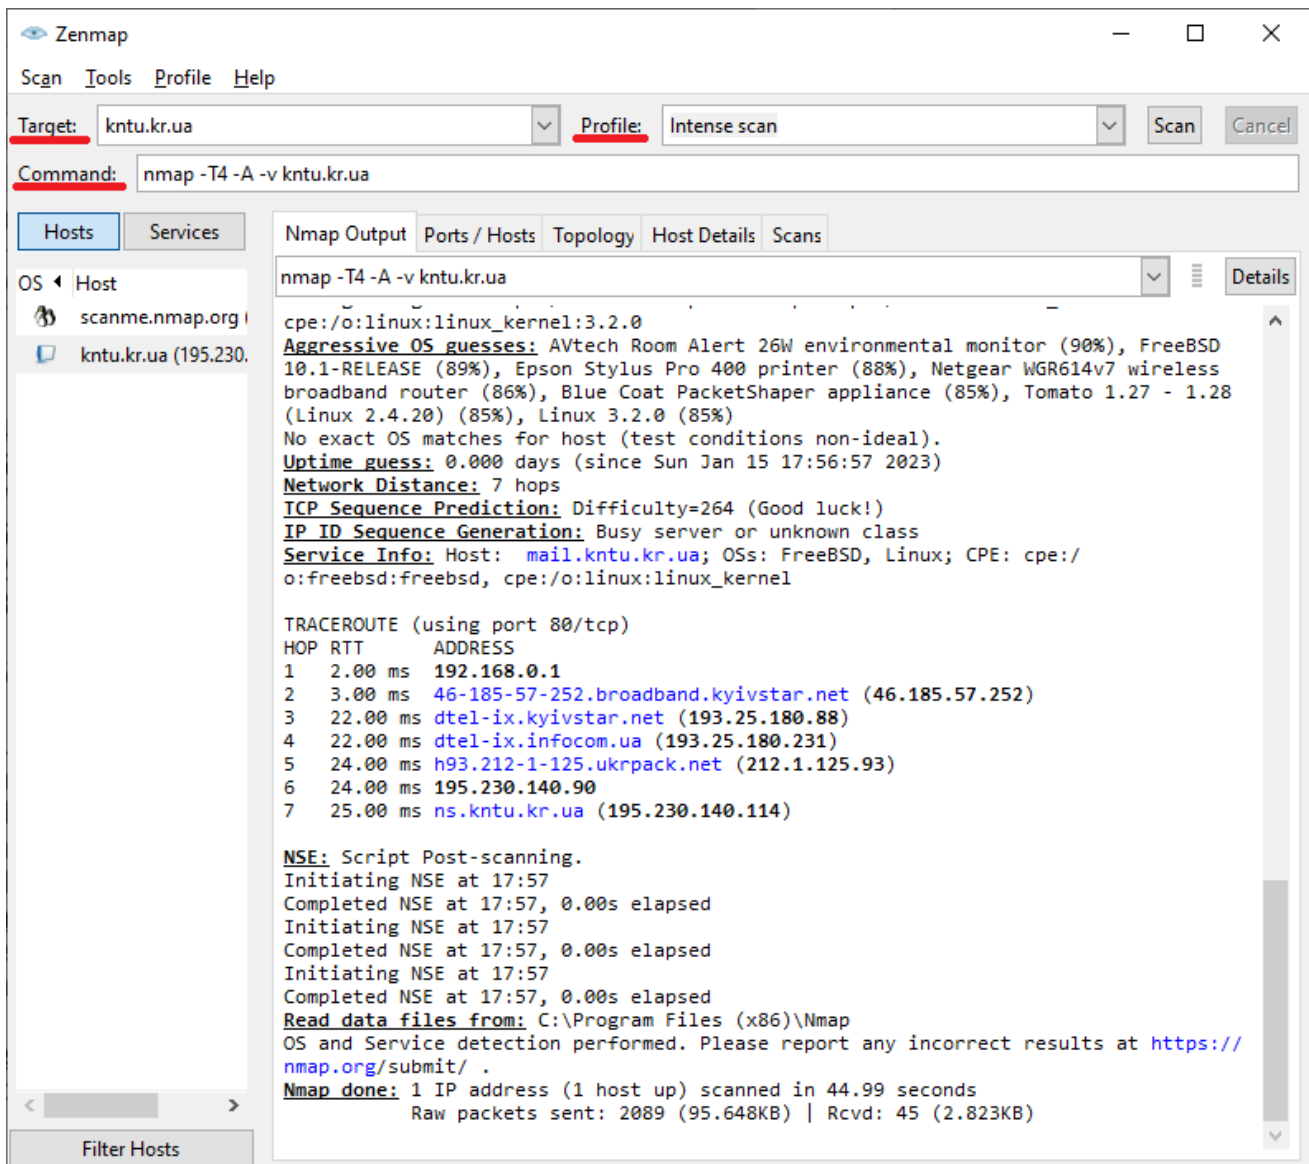 Zenmap
Scan Tools Profile Help
Target: kntu.kr.ua Profile: Intense scan Scan Cancel
Command: nmap -T4 -A -v kntu.kr.ua
Hosts Services
Nmap Output Ports / Hosts Topology Host Details Scans
OS Host
nmap -T4 -A -v kntu.kr.ua Details
scanme.nmap.org (
kntu.kr.ua (195.230.
cpe:/o:linux:linux_kernel:3.2.0
Aggressive OS guesses: AVtech Room Alert 26W environmental monitor (90%), FreeBSD
10.1-RELEASE (89%), Epson Stylus Pro 400 printer (88%), Netgear WGR614v7 wireless
broadband router (86%), Blue Coat PacketShaper appliance (85%), Tomato 1.27 - 1.28
(Linux 2.4.20) (85%), Linux 3.2.0 (85%)
No exact OS matches for host (test conditions non-ideal).
Uptime guess: 0.000 days (since Sun Jan 15 17:56:57 2023)
Network Distance: 7 hops
TCP Sequence Prediction: Difficulty=264 (Good luck!)
IP ID Sequence Generation: Busy server or unknown class
Service Info: Host:  mail.kntu.kr.ua; OSs: FreeBSD, Linux; CPE: cpe:/
o:freebsd:freebsd, cpe:/o:linux:linux_kernel
TRACEROUTE (using port 80/tcp)
HOP RTT ADDRESS
1 2.00 ms 192.168.0.1
2 3.00 ms 46-185-57-252.broadband.kyivstar.net (46.185.57.252)
3 22.00 ms dtel-ix.kyivstar.net (193.25.180.88)
4 22.00 ms dtel-ix.infocom.ua (193.25.180.231)
5 24.00 ms h93.212-1-125.ukrpack.net (212.1.125.93)
6 24.00 ms 195.230.140.90
7 25.00 ms ns.kntu.kr.ua (195.230.140.114)
NSE: Script Post-scanning.
Initiating NSE at 17:57
Completed NSE at 17:57, 0.00s elapsed
Initiating NSE at 17:57
Completed NSE at 17:57, 0.00s elapsed
Initiating NSE at 17:57
Completed NSE at 17:57, 0.00s elapsed
Read data files from: C:\Program Files (x86)\Nmap
OS and Service detection performed. Please report any incorrect results at https://
nmap.org/submit/ .
Nmap done: 1 IP address (1 host up) scanned in 44.99 seconds
Raw packets sent: 2089 (95.648KB) | Rcvd: 45 (2.823KB)
Filter Hosts